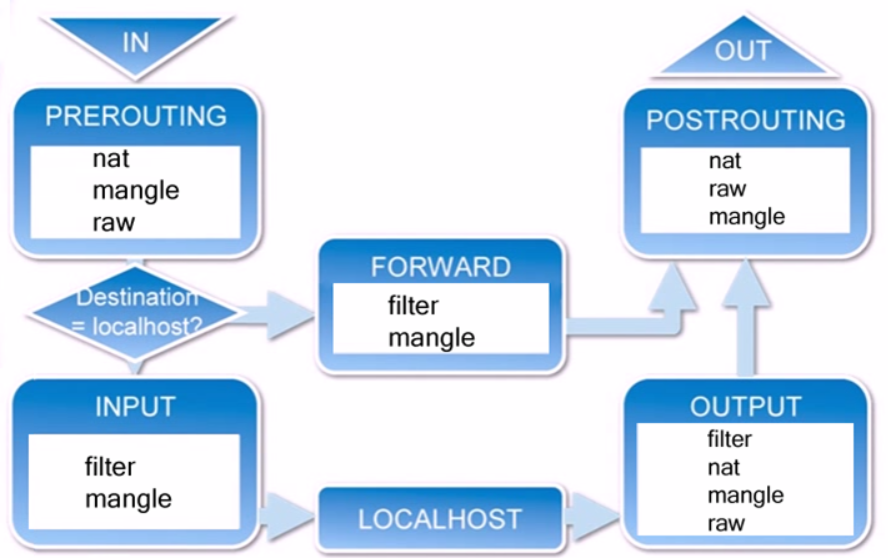 IN
PREROUTING
nat
mangle
raw
Destination
= localhost?
INPUT
filter
mangle
FORWARD
filter
mangle
LOCALHOST
OUT
POSTROUTING
nat
raw
mangle
OUTPUT
filter
nat
mangle
raw